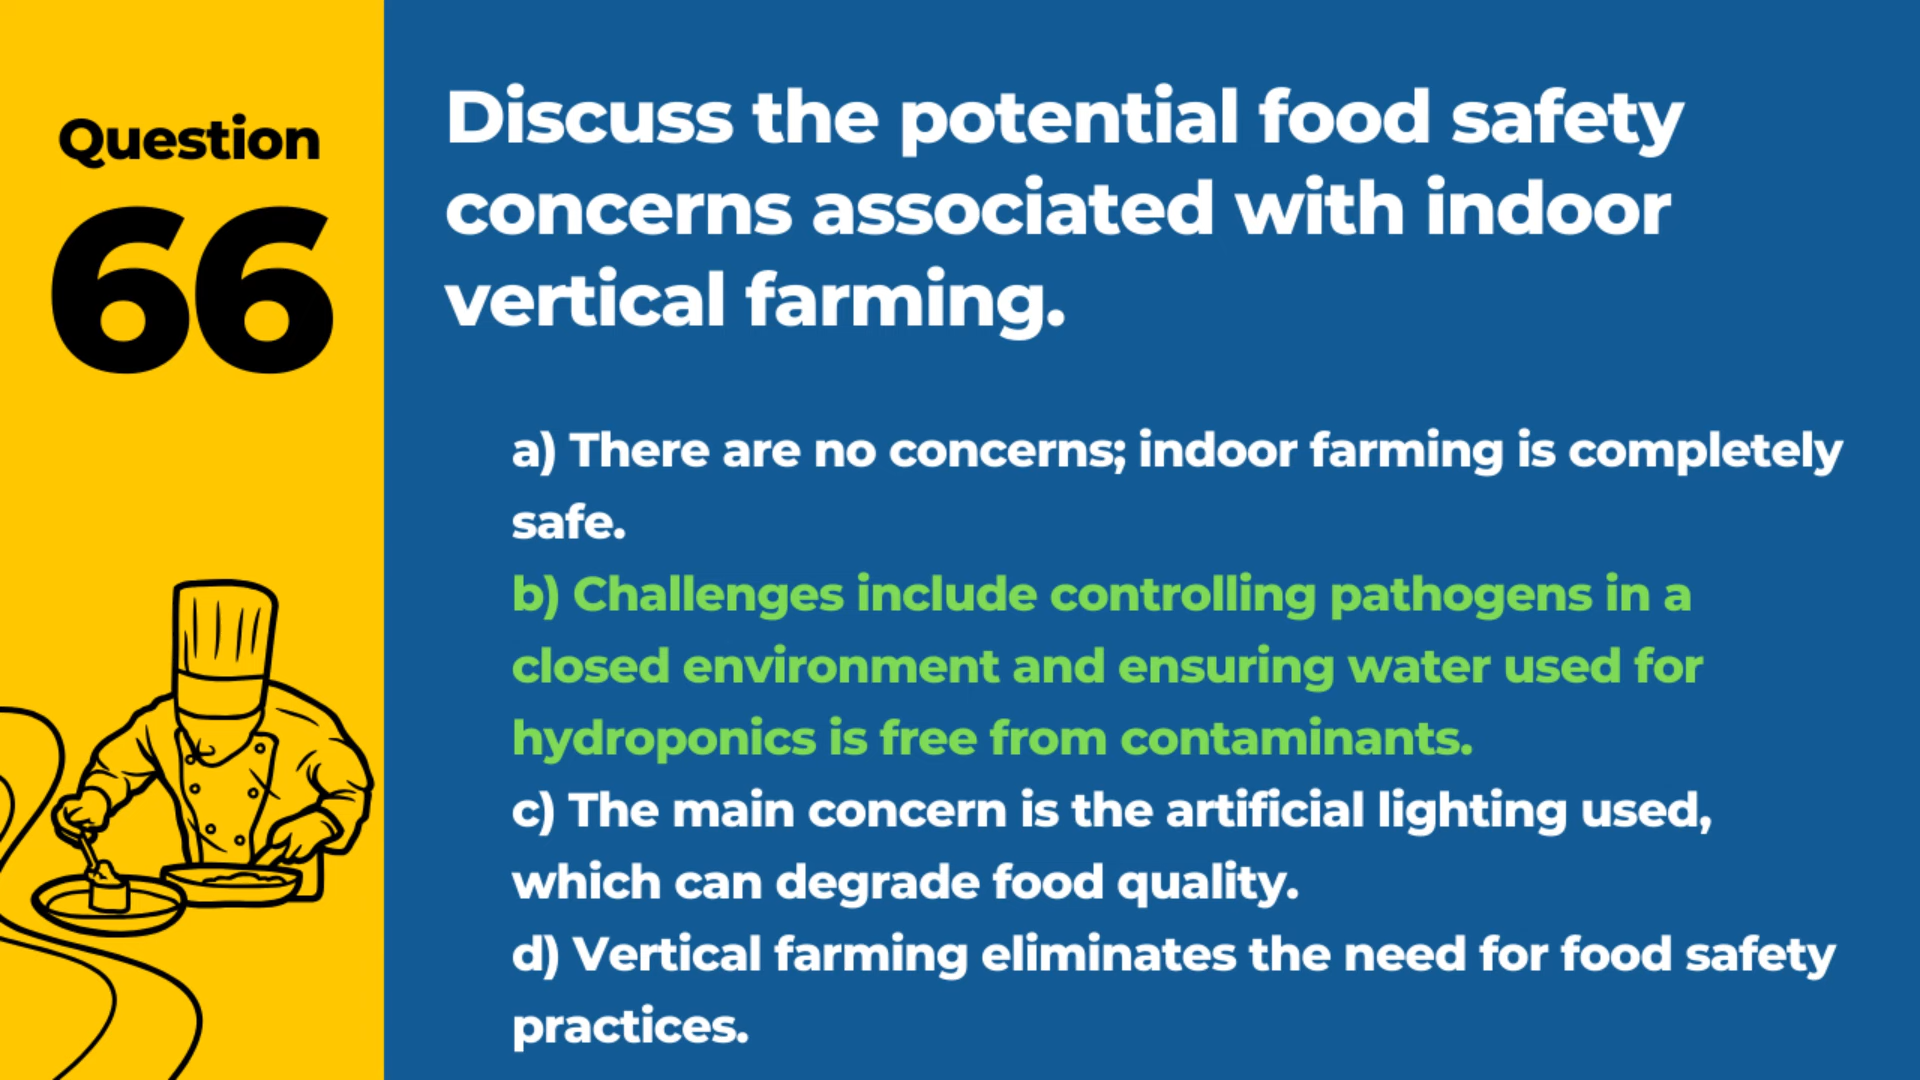 Question
66
Discuss the potential food safety
concerns associated with indoor
vertical farming.
a) There are no concerns; indoor farming is completely
safe.
b) Challenges include controlling pathogens in a
closed environment and ensuring water used for
hydroponics is free from contaminants.
c) The main concern is the artificial lighting used,
which can degrade food quality.
d) Vertical farming eliminates the need for food safety
practices.